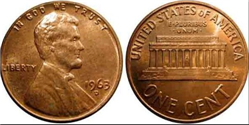 IN GOD WE TRUST
LIBERTY
1963
D
UNITED STATES OF AMERICA
E PLURIBUS
UNUM
ONE CENT